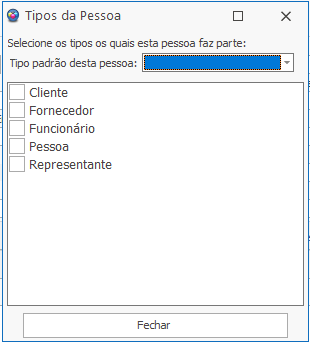 Tipos da Pessoa
Selecione os tipos os quais esta pessoa faz parte:
Tipo padrão desta pessoa:
Cliente
Fornecedor
Funcionário
Pessoa
Representante
Fechar